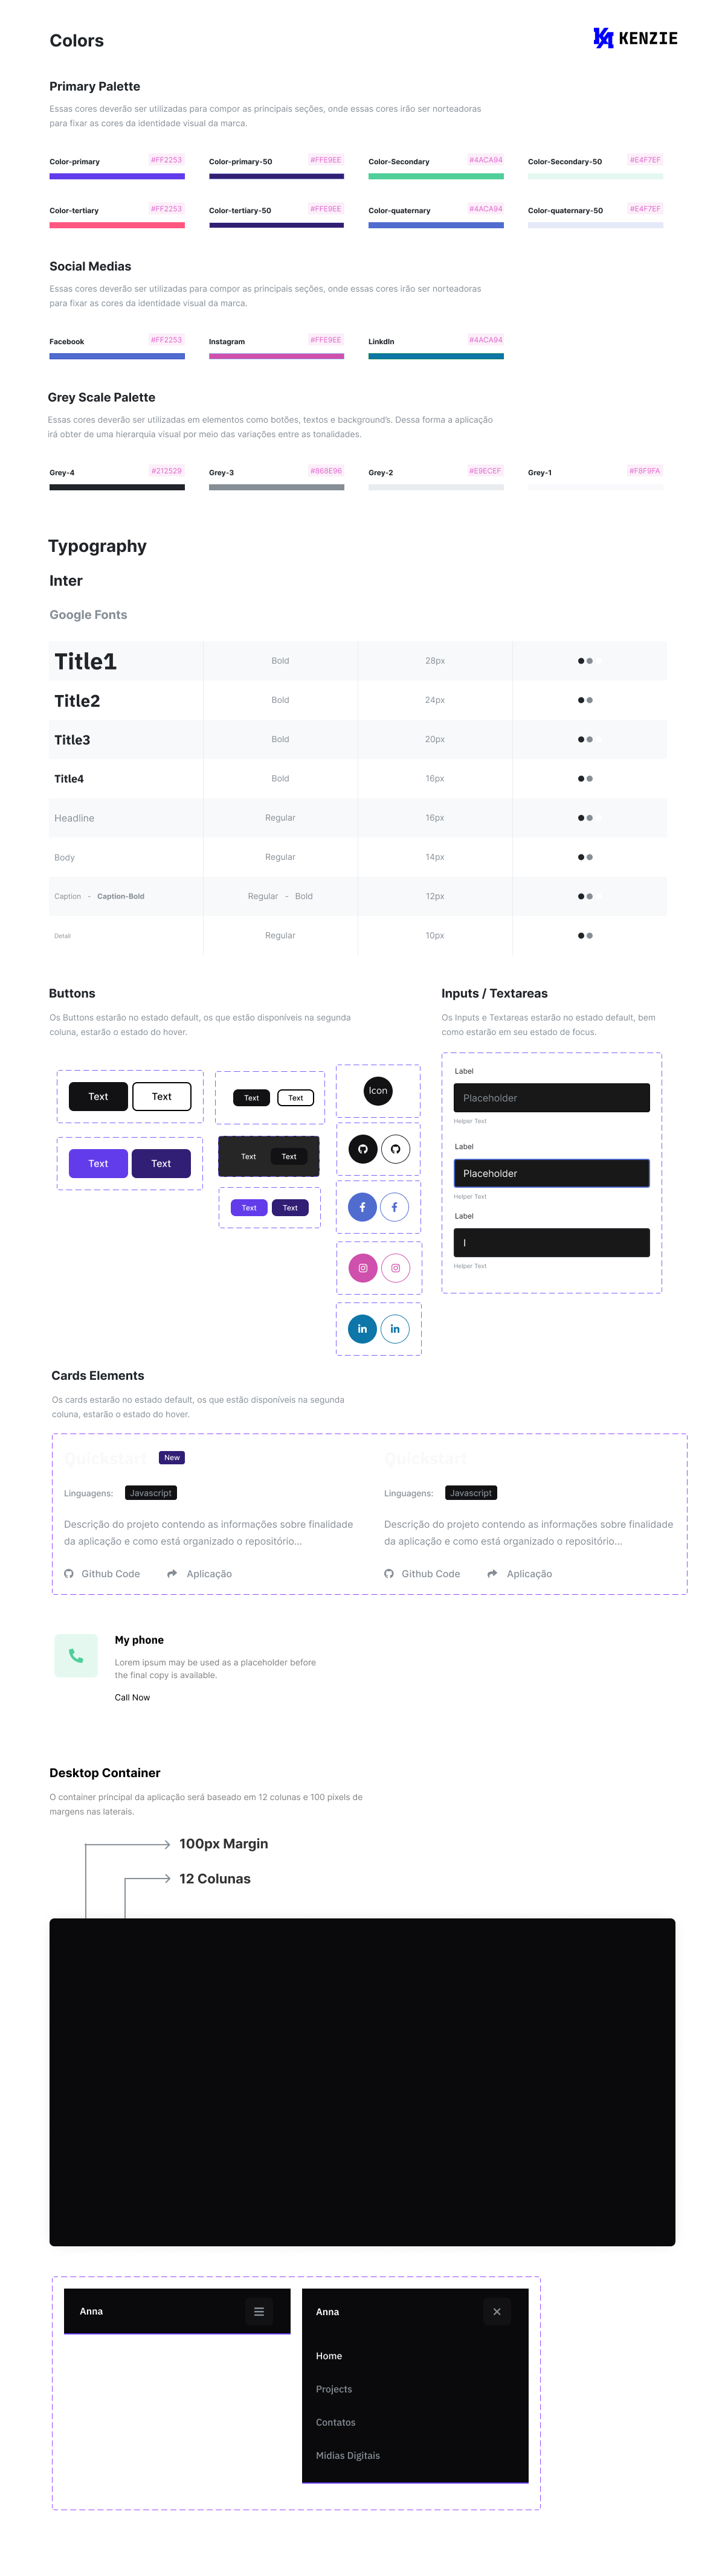 Colors
KENZIE
Primary Palette
Essas cores deverão ser utilizadas para compor as principais seções, onde essas cores irão ser norteadoras
para fixar as cores da identidade visual da marca.
Color-primary #FF2253 Color-primary-50 #FFE9EE Color-Secondary #4ACA94 Color-Secondary-50 #E4F7EF
Color-tertiary #FF2253 Color-tertiary-50 #FFE9EE Color-quaternary #4ACA94 Color-quaternary-50 #E4F7EF
Social Medias
Essas cores deverão ser utilizadas para compor as principais seções, onde essas cores irão ser norteadoras
para fixar as cores da identidade visual da marca.
Facebook #FF2253 Instagram #FFE9EE LinkdIn #4ACA94
Grey Scale Palette
Essas cores deverão ser utilizadas em elementos como botões, textos e background's. Dessa forma a aplicação
irá obter de uma hierarquia visual por meio das variações entre as tonalidades.
Grey-4 #212529 Grey-3 #868E96 Grey-2 #E9ECEF Grey-1 #F8F9FA
Typography
Inter
Google Fonts
Title1 Bold 28px
Title2 Bold 24px
Title3 Bold 20px
Title4 Bold 16px
Headline Regular 16px
Body Regular 14px
Caption - Caption-Bold Regular - Bold 12px
Detail Regular 10px
Buttons
Os Buttons estarão no estado default, os que estão disponíveis na segunda
coluna, estarão o estado do hover.
Text Text Text Text Icon
Text Text Text Text
Text Text
Inputs / Textareas
Os Inputs e Textareas estarão no estado default, bem
como estarão em seu estado de focus.
Label
Placeholder
Helper Text
Label
Placeholder
Helper Text
Label
|
Helper Text
Cards Elements
Os cards estarão no estado default, os que estão disponíveis na segunda
coluna, estarão o estado do hover.
Quickstart New Quickstart
Linguagens: Javascript Linguagens: Javascript
Descrição do projeto contendo as informações sobre finalidade
da aplicação e como está organizado o repositório...
Descrição do projeto contendo as informações sobre finalidade
da aplicação e como está organizado o repositório...
Github Code Aplicação Github Code Aplicação
My phone
Lorem ipsum may be used as a placeholder before
the final copy is available.
Call Now
Desktop Container
O container principal da aplicação será baseado em 12 colunas e 100 pixels de
margens nas laterais.
100px Margin
12 Colunas
Anna
Anna
Home
Projects
Contatos
Midias Digitais